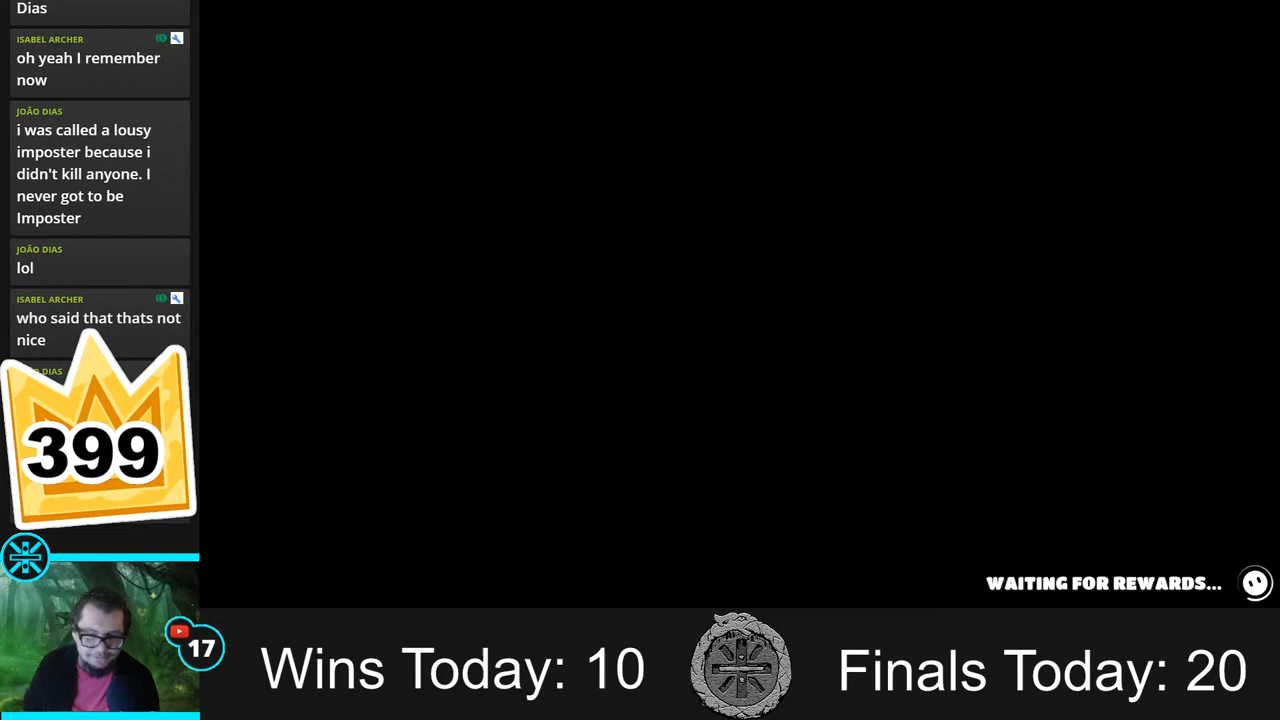 Dias
ISABEL ARCHER
oh yeah I remember
now
JOÃO DIAS
i was called a lousy
imposter because i
didn't kill anyone. I
never got to be
Imposter
JOÃO DIAS
lol
ISABEL ARCHER
who said that thats not
nice
DIAS
399
WAITING FOR REWARDS...
17
Wins Today: 10
Finals Today: 20